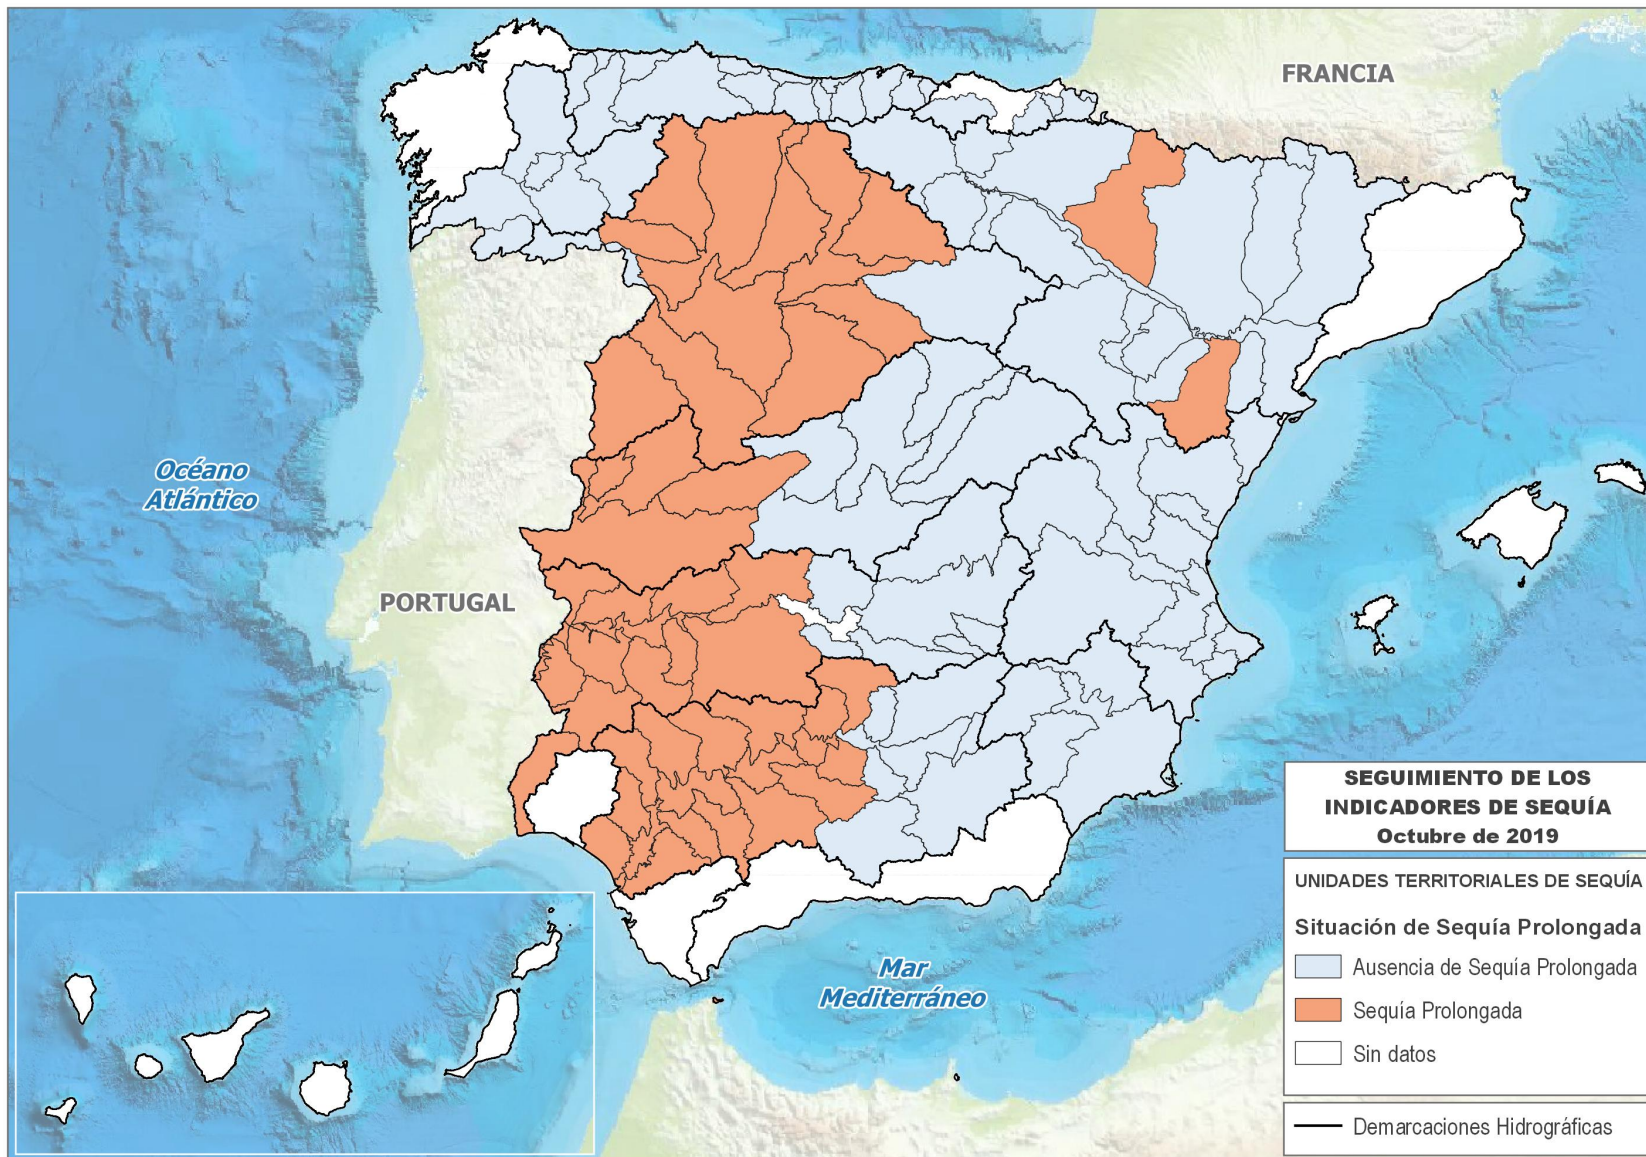 FRANCIA
Océano
Atlántico
PORTUGAL
Mar
Mediterráneo
SEGUIMIENTO DE LOS
INDICADORES DE SEQUÍA
Octubre de 2019
UNIDADES TERRITORIALES DE SEQUÍA
Situación de Sequía Prolongada
Ausencia de Sequía Prolongada
Sequía Prolongada
Sin datos
Demarcaciones Hidrográficas